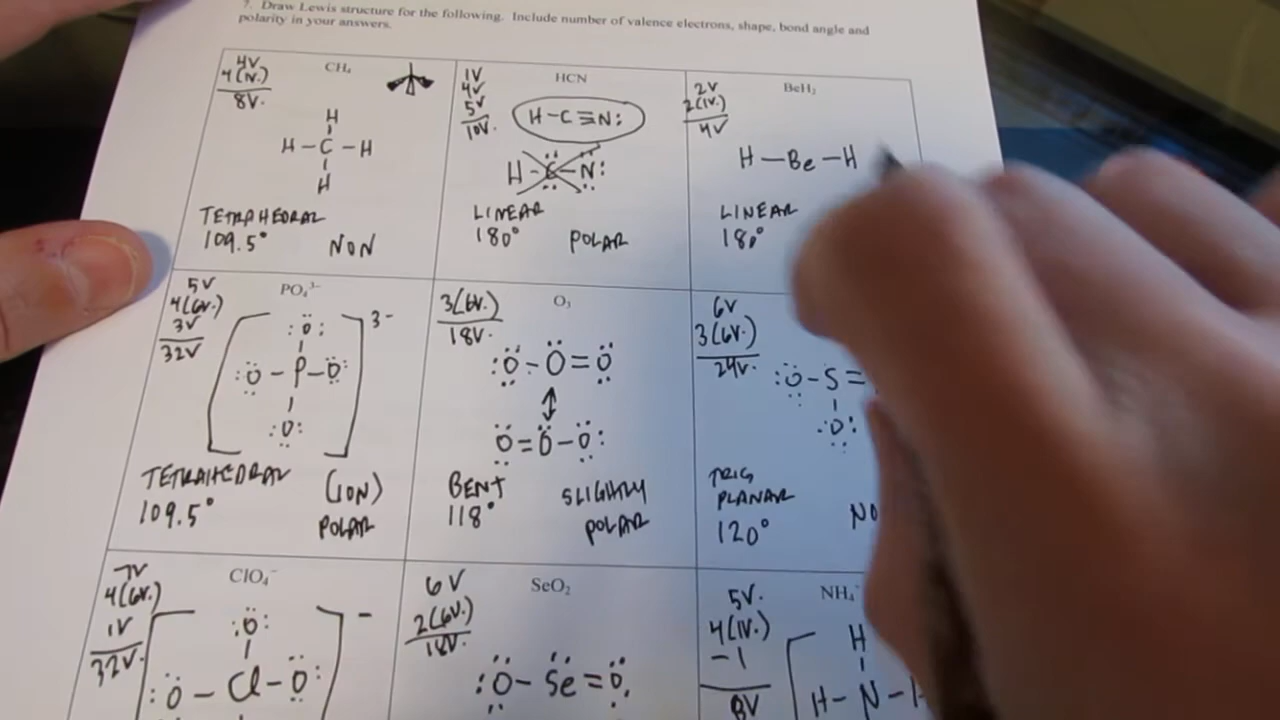 7. Draw Lewis structure for the following. Include number of valence electrons, shape, bond angle and
polarity in your answers.
CH₄
4V
4(1V.)
8V.
H
H-C-H
H
TETRAHEDRAL
109.5° NON
HCN
1V
4V
5V
10V.
H-C≡N:
H-C-N:
LINEAR
180° POLAR
BeH₂
2V
2(1V.)
4V
H-Be-H
LINEAR
180°
PO₄³⁻
5V
4(6V.)
3V
32V
3-
:O:
:O-P-O:
:O:
TETRAHEDRAL
109.5°
(ION)
POLAR
O₃
3(6V.)
18V.
:O-O=O
↕
O=O-O:
BENT
118°
SLIGHTLY
POLAR
6V
3(6V.)
24V.
:O-S=
:O:
TRIG
PLANAR
120°
ClO₄⁻
7V
4(6V.)
1V
32V.
-
:O:
:O-Cl-O:
SeO₂
6V
2(6V.)
18V.
:O-Se=O
NH₄
5V.
4(1V.)
-1
8V
H
H-N-H